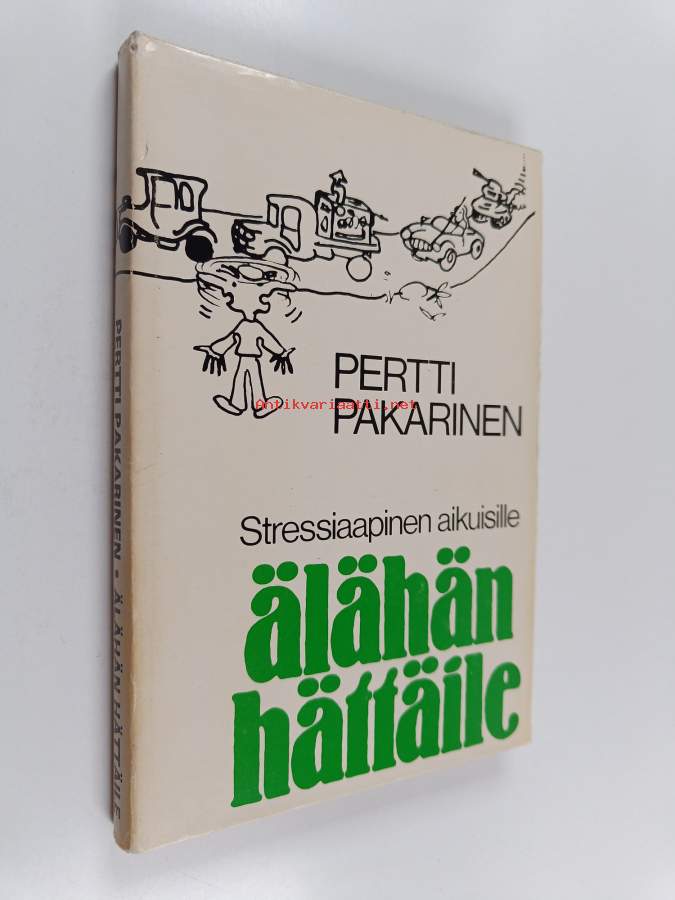 PERTTI
PAKARINEN
Antikvariaatti.net
Stressiaapinen aikuisille
älähän
hättäile
PERTTI PAKARINEN • ÄLÄHÄN HÄTTÄILE